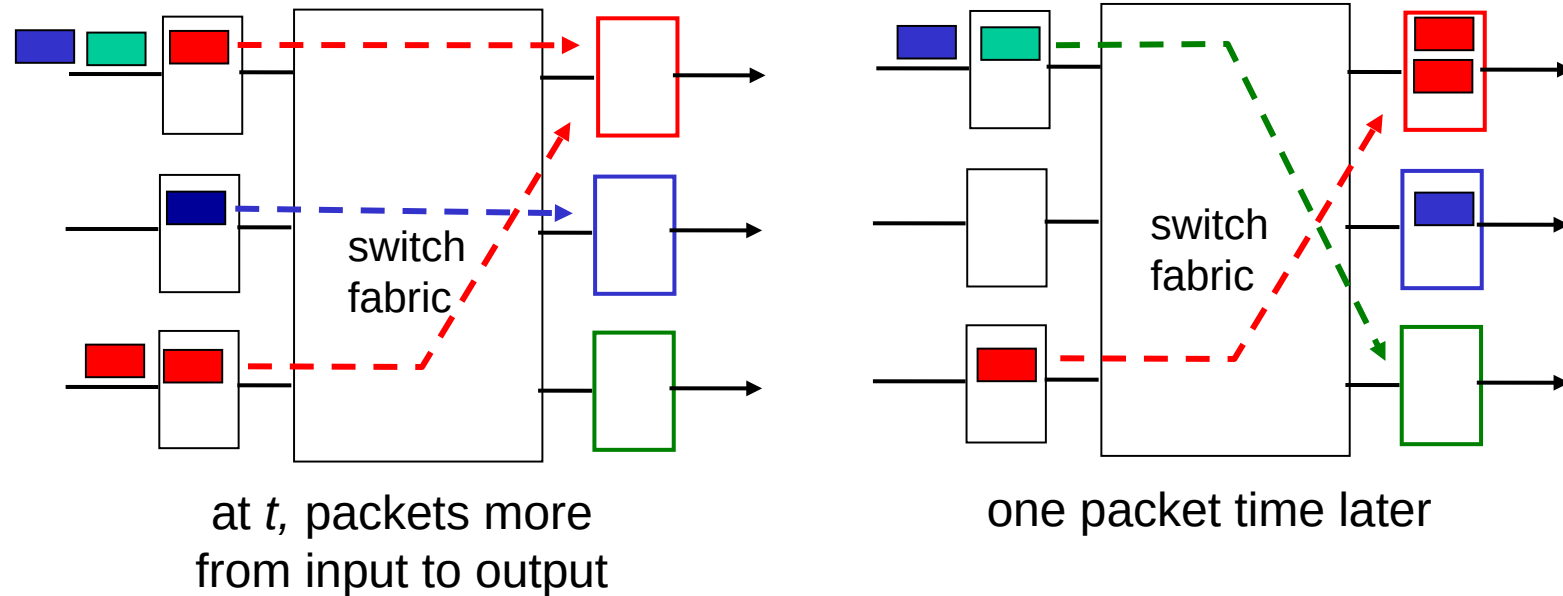 switch
fabric
at t, packets more
from input to output
switch
fabric
one packet time later